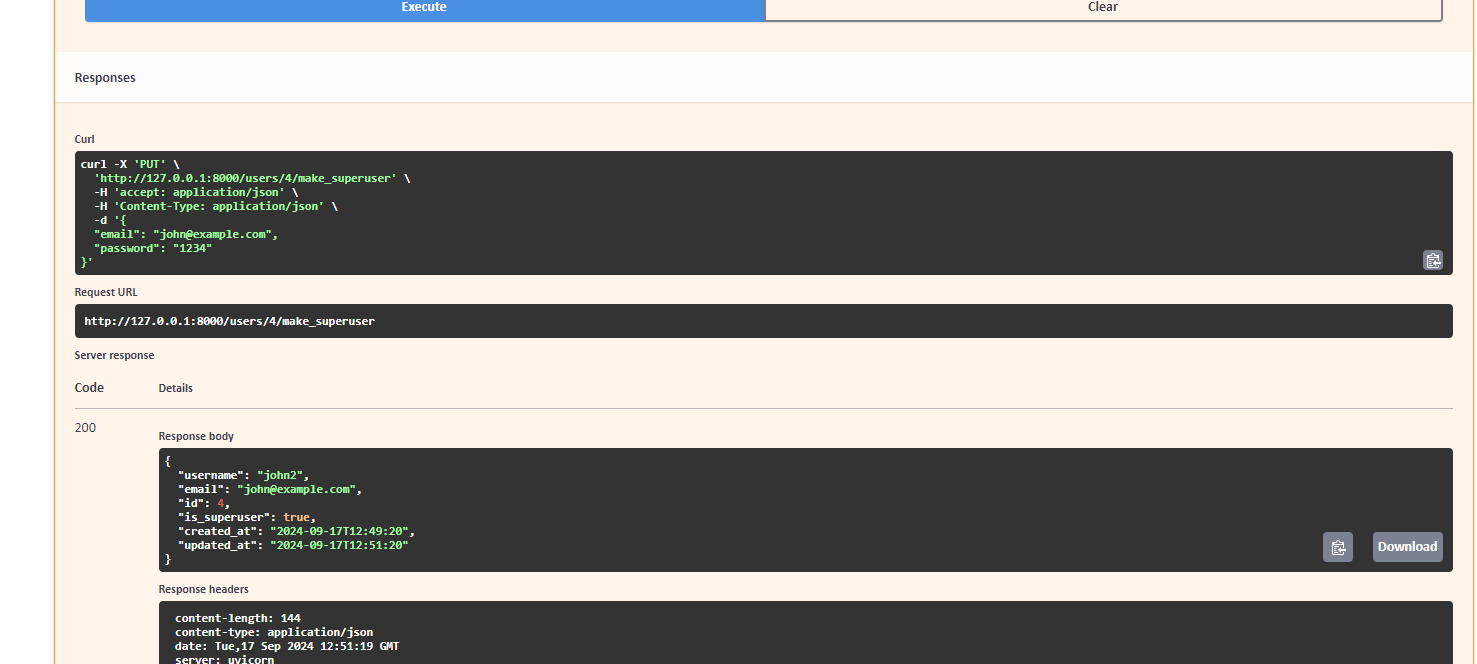 Execute
Clear
Responses
Curl
curl -X 'PUT' \
  'http://127.0.0.1:8000/users/4/make_superuser' \
  -H 'accept: application/json' \
  -H 'Content-Type: application/json' \
  -d '{
  "email": "john@example.com",
  "password": "1234"
}'
Request URL
http://127.0.0.1:8000/users/4/make_superuser
Server response
Code Details
200
Response body
{
  "username": "john2",
  "email": "john@example.com",
  "id": 4,
  "is_superuser": true,
  "created_at": "2024-09-17T12:49:20",
  "updated_at": "2024-09-17T12:51:20"
}
Download
Response headers
content-length: 144
content-type: application/json
date: Tue,17 Sep 2024 12:51:19 GMT
server: uvicorn